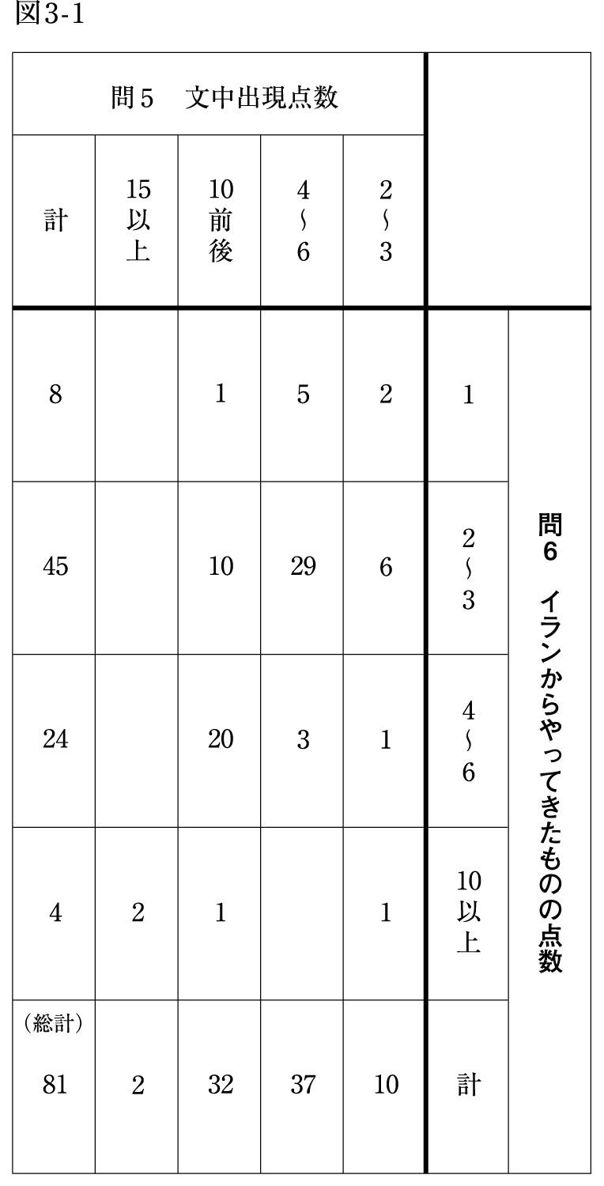 図3-1
問5 文中出現点数
計 15以上 10前後 4〜6 2〜3
問6 イランからやってきたものの点数
8 1 5 2 1
45 10 29 6 2〜3
24 20 3 1 4〜6
4 2 1 1 10以上
（総計）
81 2 32 37 10 計